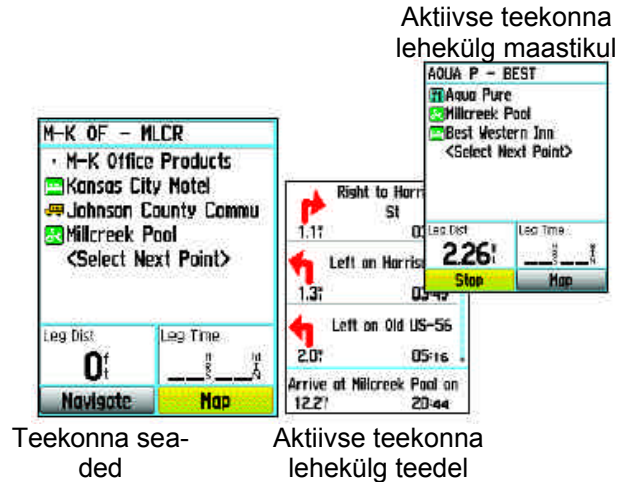 Aktiivse teekonna
lehekülg maastikul
AQUA P - BEST
Aqua Pure
Millcreek Pool
Best Western Inn
<Select Next Point>
Leg Dist
Leg Time
2.26
Stop
Map
M-K OF - MLCR
· M-K Office Products
Kansas City Motel
Johnson County Commu
Millcreek Pool
<Select Next Point>
Leg Dist
Leg Time
0 ft
Navigate
Map
Right to
St
1.1
Left on
1.3
Left on Old US-56
2.0
05:16
Arrive at Millcreek Pool on
12.2
20:44
Teekonna sea-
ded
Aktiivse teekonna
lehekülg teedel